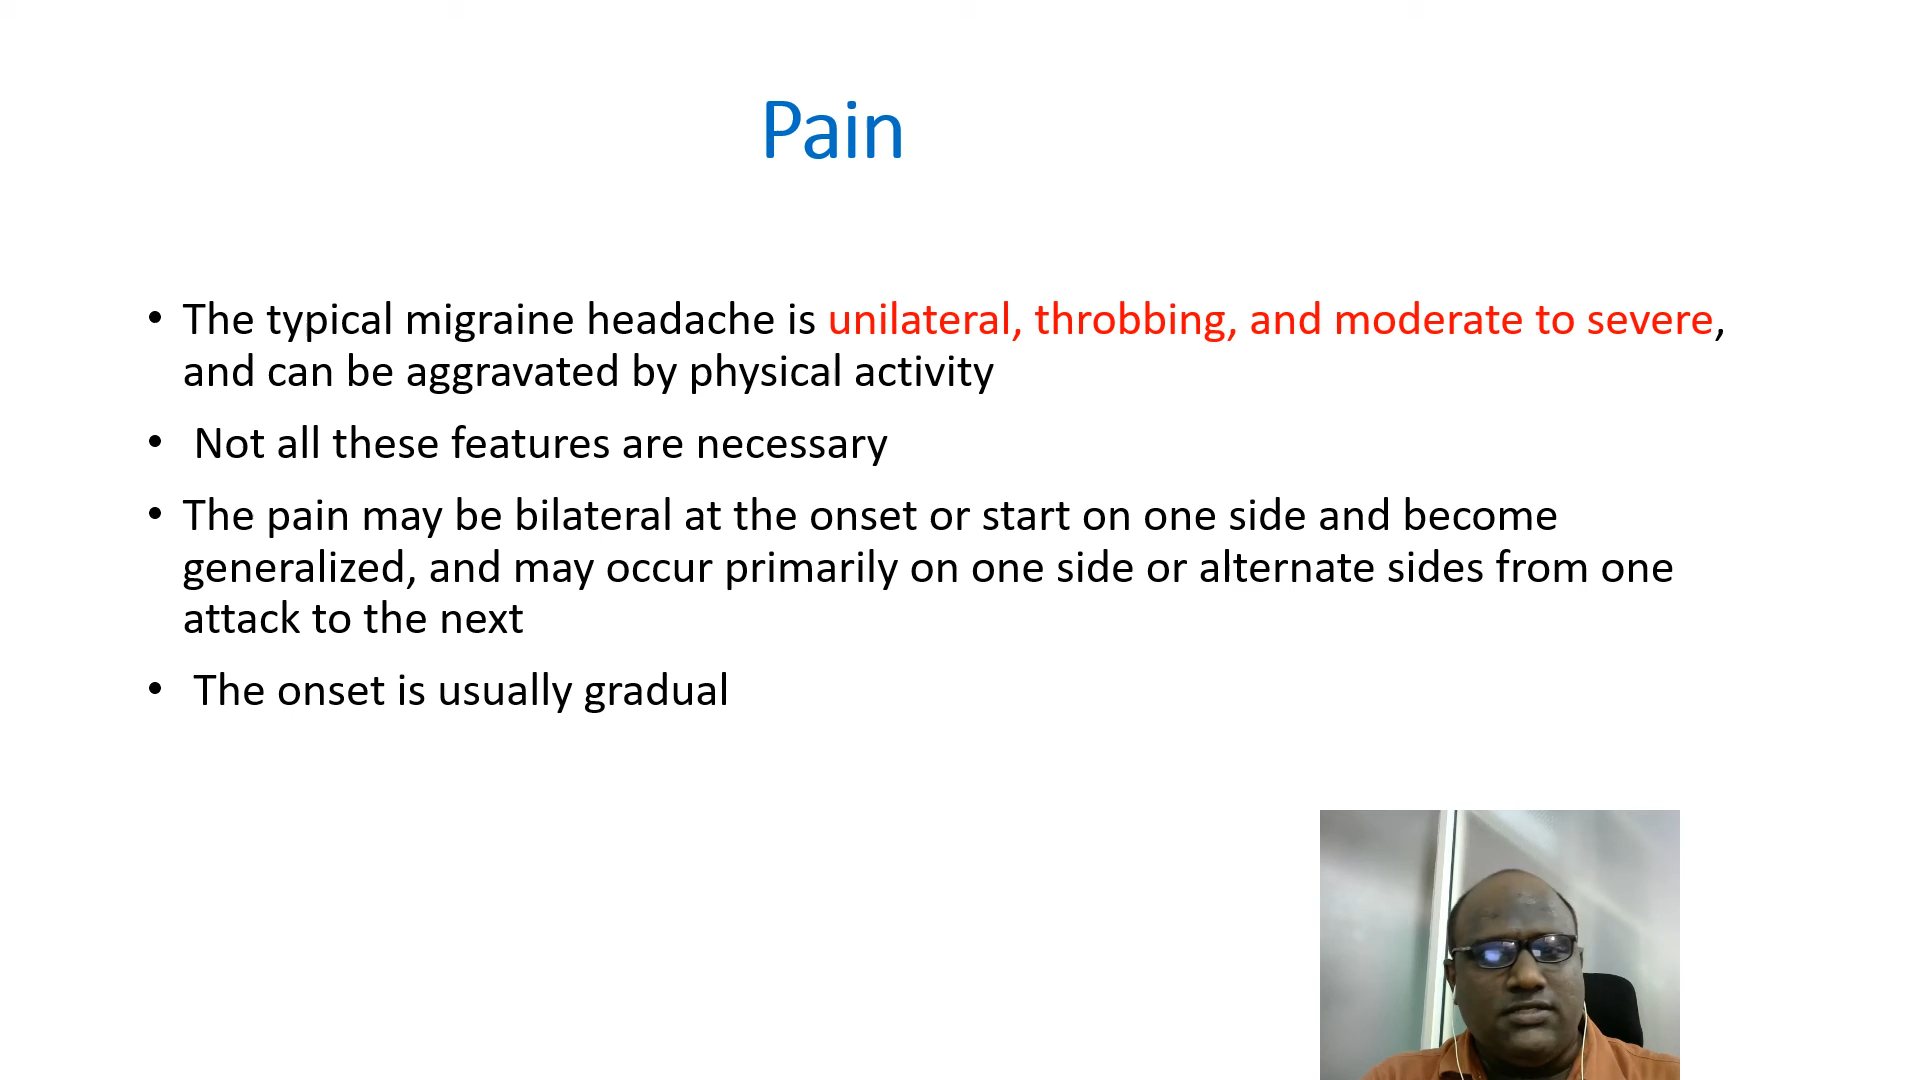 Pain
• The typical migraine headache is unilateral, throbbing, and moderate to severe,
and can be aggravated by physical activity
• Not all these features are necessary
• The pain may be bilateral at the onset or start on one side and become
generalized, and may occur primarily on one side or alternate sides from one
attack to the next
• The onset is usually gradual